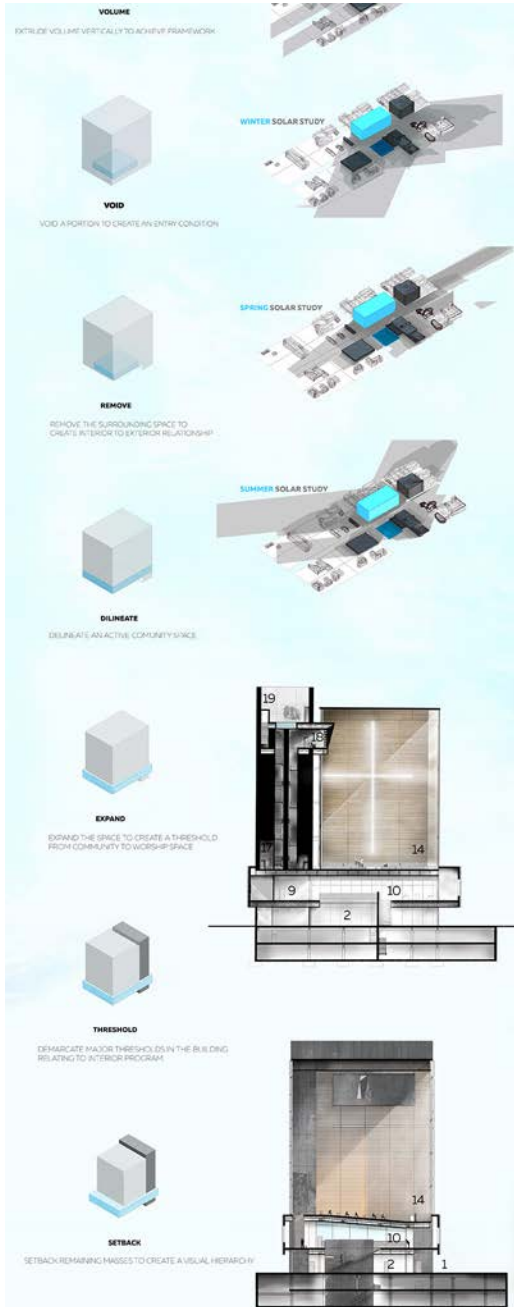 VOLUME
EXTRUDE VOLUME VERTICALLY TO ACHIEVE FRAMEWORK
WINTER SOLAR STUDY
VOID
VOID A PORTION TO CREATE AN ENTRY CONDITION
SPRING SOLAR STUDY
REMOVE
REMOVE THE SURROUNDING SPACE TO
CREATE INTERIOR TO EXTERIOR RELATIONSHIP
SUMMER SOLAR STUDY
DILINEATE
DELINEATE AN ACTIVE COMUNITY SPACE
19
18
EXPAND
EXPAND THE SPACE TO CREATE A THRESHOLD
FROM COMMUNITY TO WORSHIP SPACE
17
14
9
10
2
THRESHOLD
DEMARCATE MAJOR THRESHOLDS IN THE BUILDING
RELATING TO INTERIOR PROGRAM
14
10
SETBACK
SETBACK REMAINING MASSES TO CREATE A VISUAL HIERARCHY
2
1